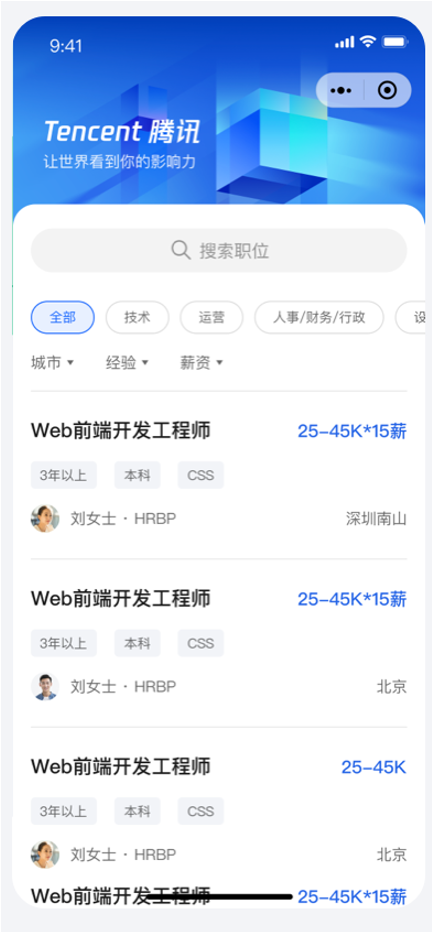 9:41
Tencent 腾讯
让世界看到你的影响力
搜索职位
全部 技术 运营 人事/财务/行政
城市 经验 薪资
Web前端开发工程师 25-45K*15薪
3年以上 本科 CSS
刘女士 · HRBP 深圳南山
Web前端开发工程师 25-45K*15薪
3年以上 本科 CSS
刘女士 · HRBP 北京
Web前端开发工程师 25-45K
3年以上 本科 CSS
刘女士 · HRBP 北京
Web前端开发工程师 25-45K*15薪